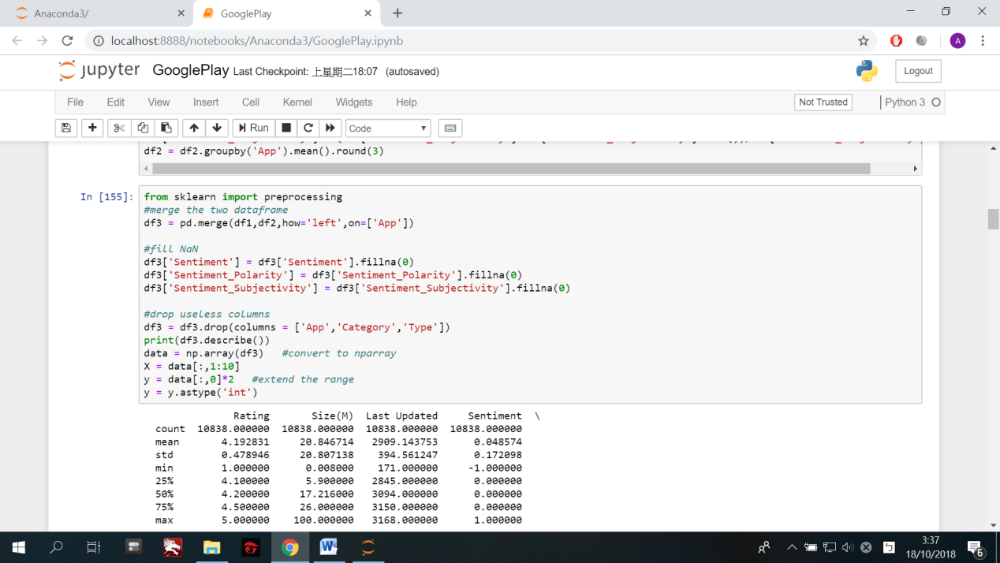 Anaconda3/
GooglePlay
localhost:8888/notebooks/Anaconda3/GooglePlay.ipynb
A
jupyter GooglePlay Last Checkpoint: 上星期二18:07 (autosaved)
Logout
File Edit View Insert Cell Kernel Widgets Help
Not Trusted
Python 3
Run
Code
df2 = df2.groupby('App').mean().round(3)
In [155]:
from sklearn import preprocessing
#merge the two dataframe
df3 = pd.merge(df1,df2,how='left',on=['App'])
#fill NaN
df3['Sentiment'] = df3['Sentiment'].fillna(0)
df3['Sentiment_Polarity'] = df3['Sentiment_Polarity'].fillna(0)
df3['Sentiment_Subjectivity'] = df3['Sentiment_Subjectivity'].fillna(0)
#drop useless columns
df3 = df3.drop(columns = ['App','Category','Type'])
print(df3.describe())
data = np.array(df3) #convert to nparray
X = data[:,1:10]
y = data[:,0]*2 #extend the range
y = y.astype('int')
Rating Size(M) Last Updated Sentiment \
count 10838.000000 10838.000000 10838.000000 10838.000000
mean 4.192831 20.846714 2909.143753 0.048574
std 0.478946 20.807138 394.561247 0.172098
min 1.000000 0.008000 171.000000 -1.000000
25% 4.100000 5.900000 2845.000000 0.000000
50% 4.200000 17.216000 3094.000000 0.000000
75% 4.500000 26.000000 3150.000000 0.000000
max 5.000000 100.000000 3168.000000 1.000000
3:37
18/10/2018
6